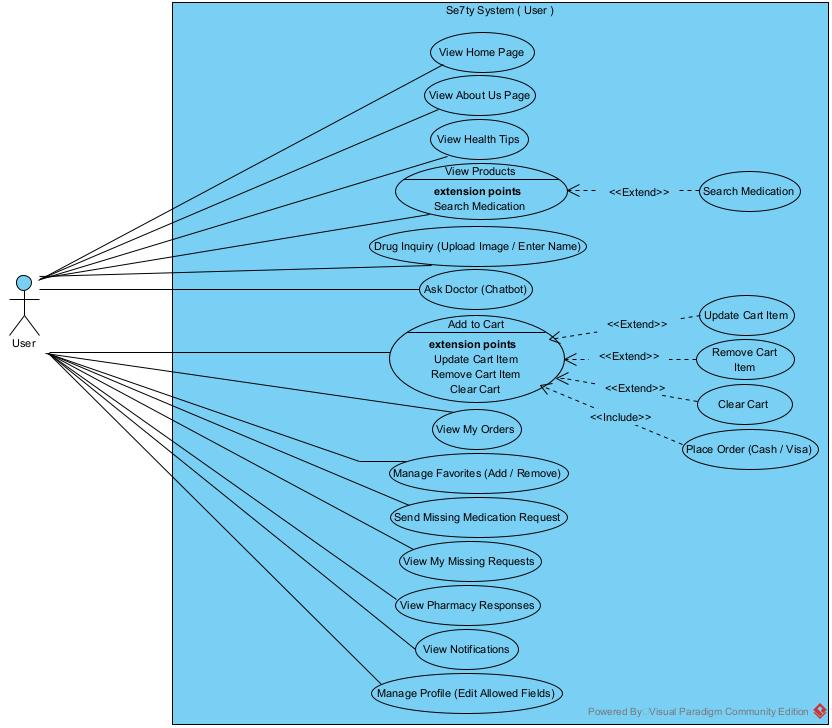 Se7ty System ( User )
View Home Page
View About Us Page
View Health Tips
View Products
extension points
Search Medication
<<Extend>>
Search Medication
Drug Inquiry (Upload Image / Enter Name)
Ask Doctor (Chatbot)
User
Add to Cart
extension points
Update Cart Item
Remove Cart Item
Clear Cart
<<Extend>>
Update Cart Item
<<Extend>>
Remove Cart
Item
<<Extend>>
Clear Cart
<<Include>>
Place Order (Cash / Visa)
View My Orders
Manage Favorites (Add / Remove)
Send Missing Medication Request
View My Missing Requests
View Pharmacy Responses
View Notifications
Manage Profile (Edit Allowed Fields)
Powered By: Visual Paradigm Community Edition